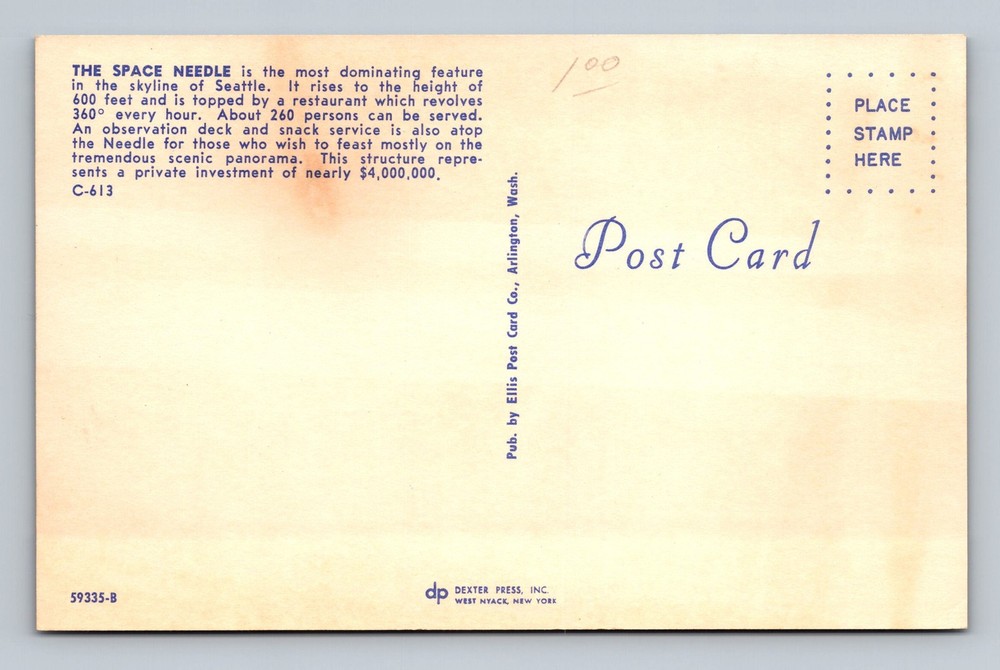 THE SPACE NEEDLE is the most dominating feature
in the skyline of Seattle. It rises to the height of
600 feet and is topped by a restaurant which revolves
360° every hour. About 260 persons can be served.
An observation deck and snack service is also atop
the Needle for those who wish to feast mostly on the
tremendous scenic panorama. This structure repre-
sents a private investment of nearly $4,000,000.
C-613
100
PLACE
STAMP
HERE
Post Card
Pub. by Ellis Post Card Co., Arlington, Wash.
59335-B
dp
DEXTER PRESS, INC.
WEST NYACK, NEW YORK